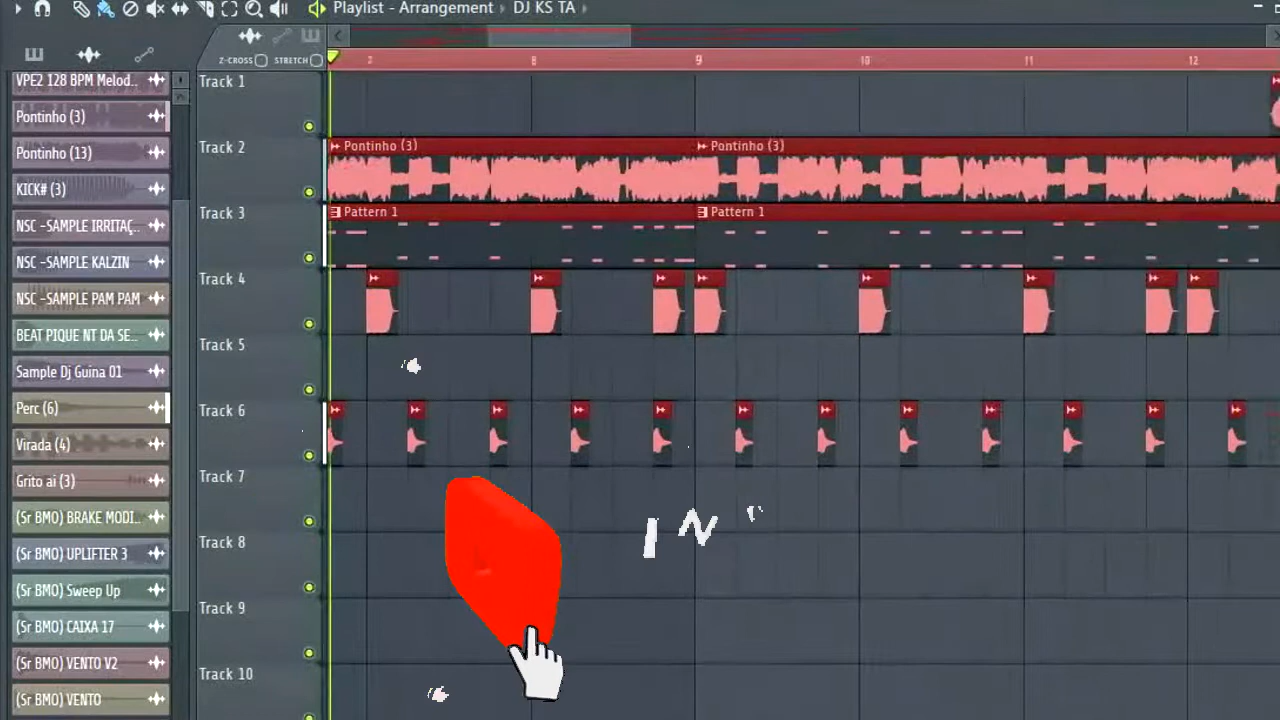 Playlist - Arrangement › DJ KS TA ›
Z-CROSS STRETCH
7 8 9 10 11 12
VPE2 128 BPM Melod..
Pontinho (3)
Pontinho (13)
KICK# (3)
NSC -SAMPLE IRRITAÇ..
NSC -SAMPLE KALZIN
NSC -SAMPLE PAM PAM
BEAT PIQUE NT DA SE..
Sample Dj Guina 01
Perc (6)
Virada (4)
Grito ai (3)
(Sr BMO) BRAKE MODI..
(Sr BMO) UPLIFTER 3
(Sr BMO) Sweep Up
(Sr BMO) CAIXA 17
(Sr BMO) VENTO V2
(Sr BMO) VENTO
Track 1
Track 2
Pontinho (3) Pontinho (3)
Track 3
Pattern 1 Pattern 1
Track 4
Track 5
Track 6
Track 7
Track 8
Track 9
Track 10